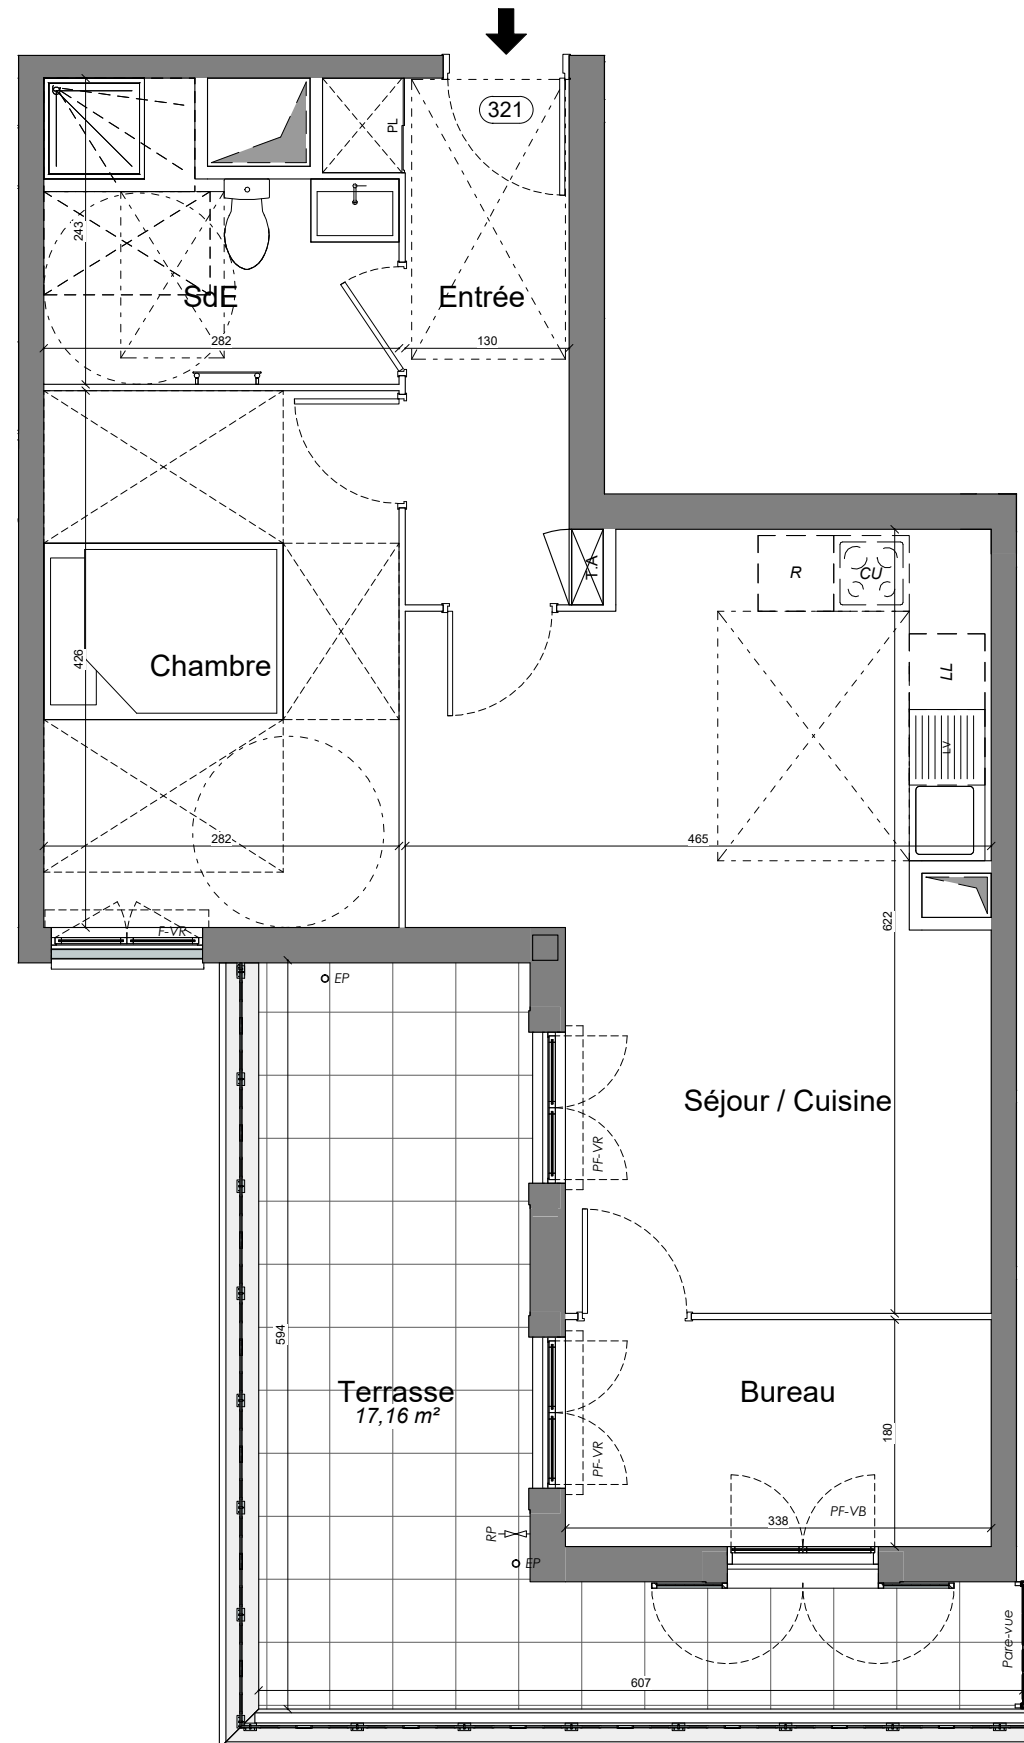 321
PL
243
SdE
Entrée
282
130
T.A
R
CU
LL
Chambre
426
LV
282
465
F-VR
622
EP
Séjour / Cuisine
PF-VR
594
Terrasse
17,16 m²
Bureau
180
PF-VR
PF-VB
338
RP
EP
Pare-vue
607